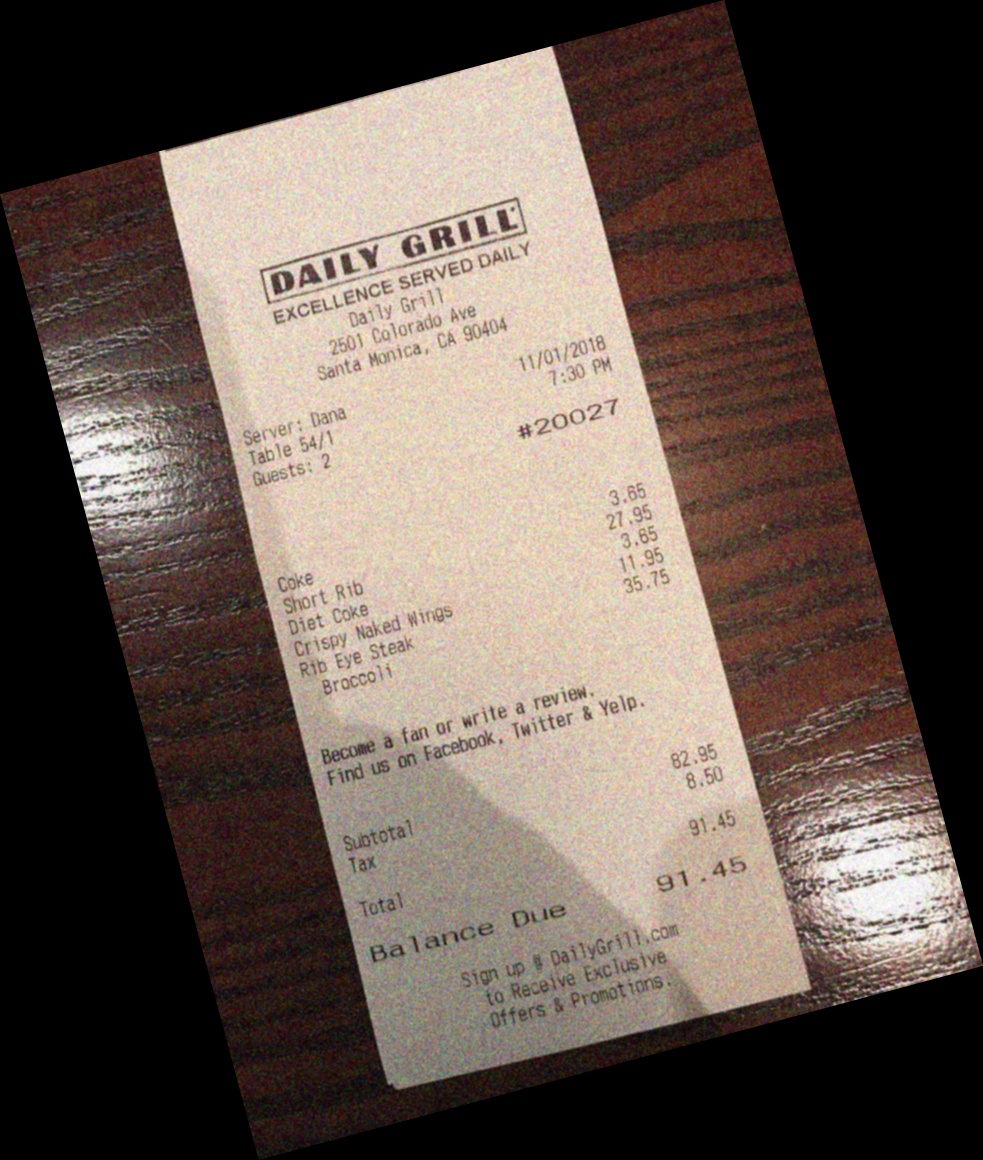 DAILY GRILL
EXCELLENCE SERVED DAILY
Daily Grill
2501 Colorado Ave
Santa Monica, CA 90404
11/01/2018
Server: Dana 7:30 PM
Table 54/1 #20027
Guests: 2
Coke 3.65
Short Rib 27.95
Diet Coke 3.65
Crispy Naked Wings 11.95
Rib Eye Steak 35.75
Broccoli
Become a fan or write a review.
Find us on Facebook, Twitter & Yelp.
Subtotal 82.95
Tax 8.50
Total 91.45
Balance Due 91.45
Sign up @ DailyGrill.com
to Receive Exclusive
Offers & Promotions.